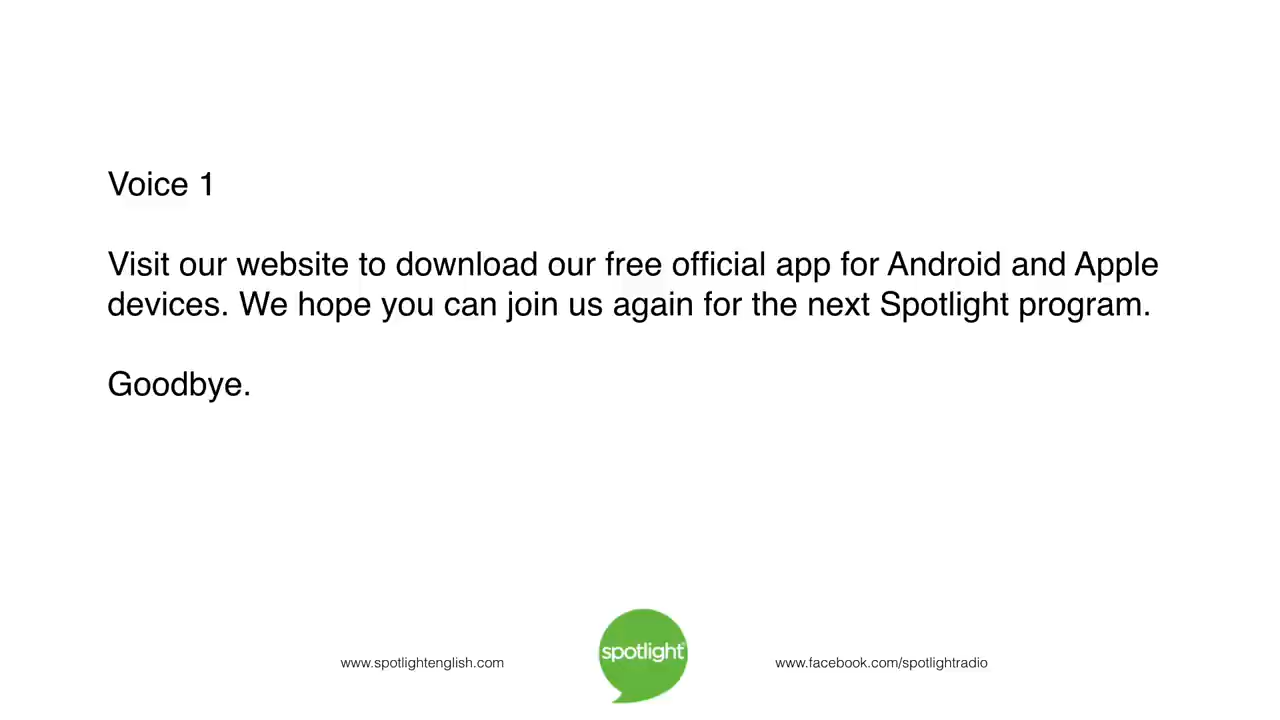 Voice 1
Visit our website to download our free official app for Android and Apple
devices. We hope you can join us again for the next Spotlight program.
Goodbye.
www.spotlightenglish.com
spotlight
www.facebook.com/spotlightradio